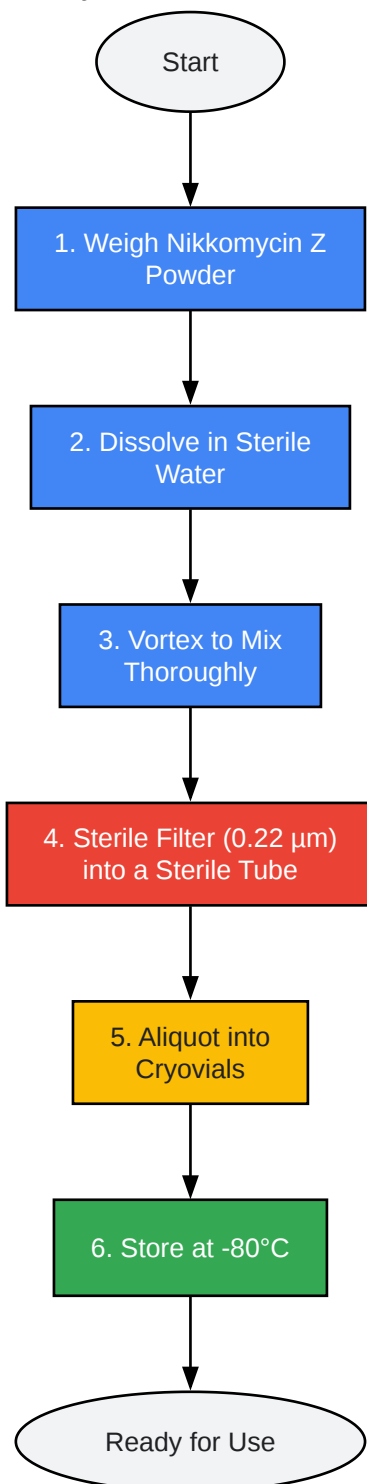 Start
1. Weigh Nikkomycin Z
Powder
2. Dissolve in Sterile
Water
3. Vortex to Mix
Thoroughly
4. Sterile Filter (0.22 µm)
into a Sterile Tube
5. Aliquot into
Cryovials
6. Store at -80°C
Ready for Use